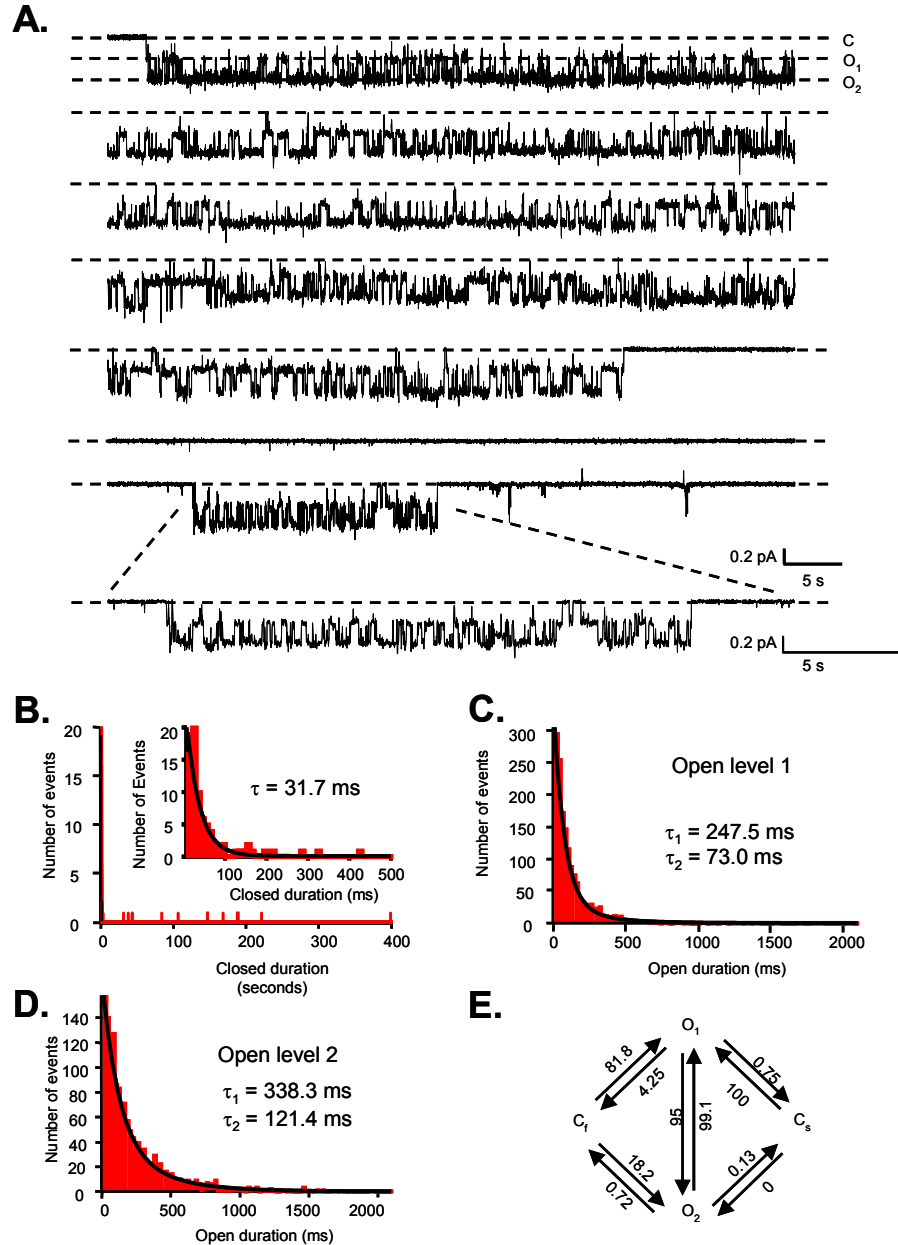 A.
C
O1
O2
0.2 pA
5 s
0.2 pA
5 s
B.
Number of events
20
15
10
5
0
0
100
200
300
400
Closed duration
(seconds)
Number of Events
20
15
10
5
0
100
200
300
400
500
Closed duration (ms)
τ = 31.7 ms
C.
Number of events
300
250
200
150
100
50
0
0
500
1000
1500
2000
Open duration (ms)
Open level 1
τ1 = 247.5 ms
τ2 = 73.0 ms
D.
Number of events
140
120
100
80
60
40
20
0
0
500
1000
1500
2000
Open duration (ms)
Open level 2
τ1 = 338.3 ms
τ2 = 121.4 ms
E.
O1
81.8
4.25
0.75
100
Cf
95
99.1
Cs
18.2
0.72
0.13
0
O2